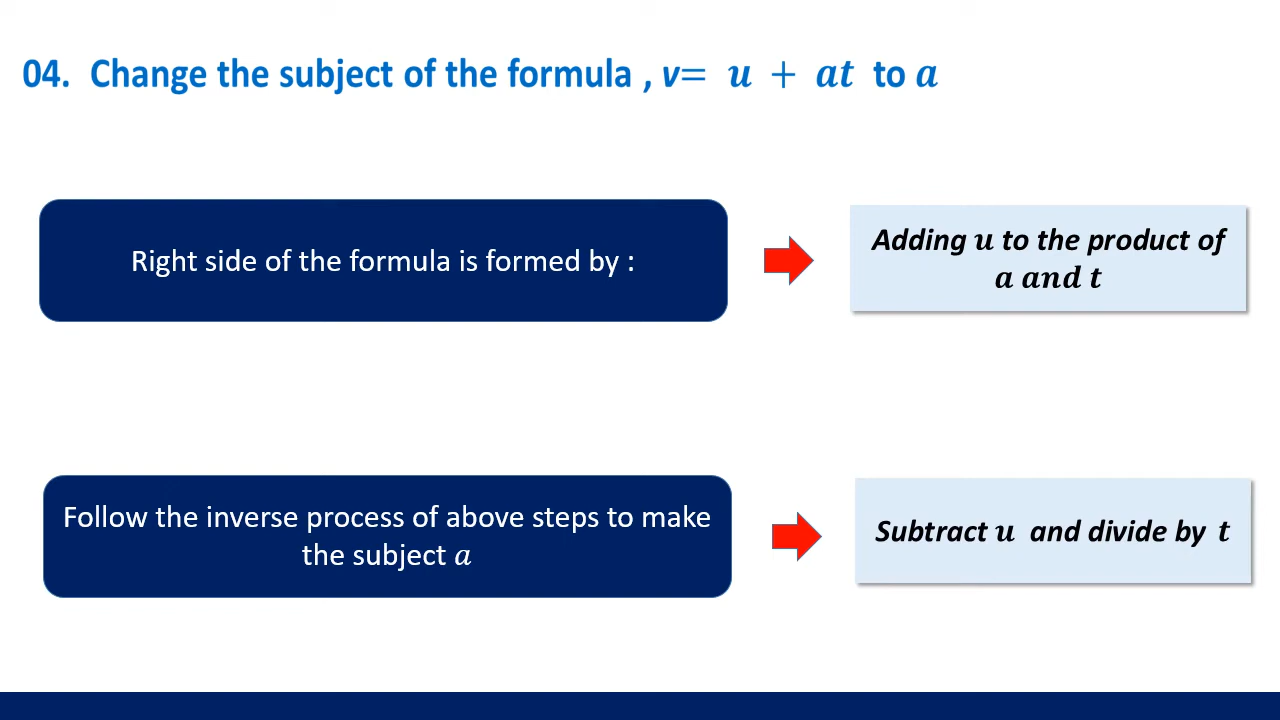 04. Change the subject of the formula , v= u + at to a
Right side of the formula is formed by :
Adding u to the product of
a and t
Follow the inverse process of above steps to make
the subject a
Subtract u and divide by t